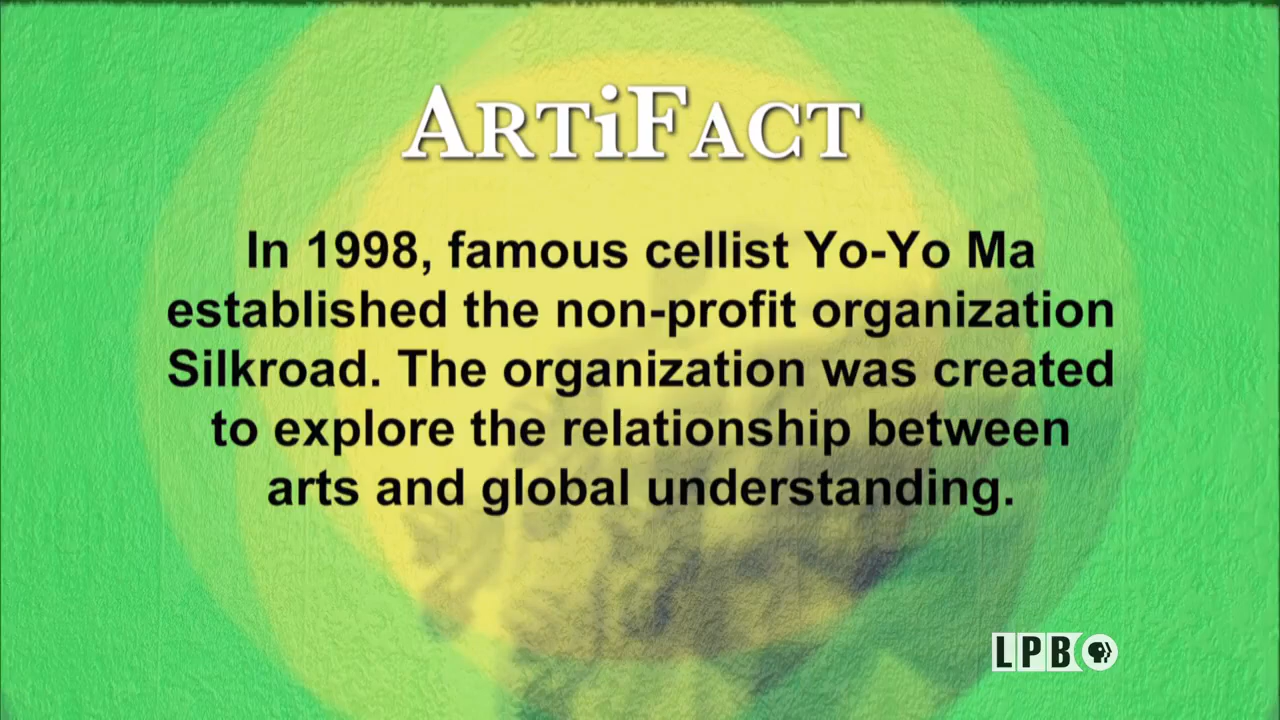 ARTiFACT
In 1998, famous cellist Yo-Yo Ma
established the non-profit organization
Silkroad. The organization was created
to explore the relationship between
arts and global understanding.
LPB